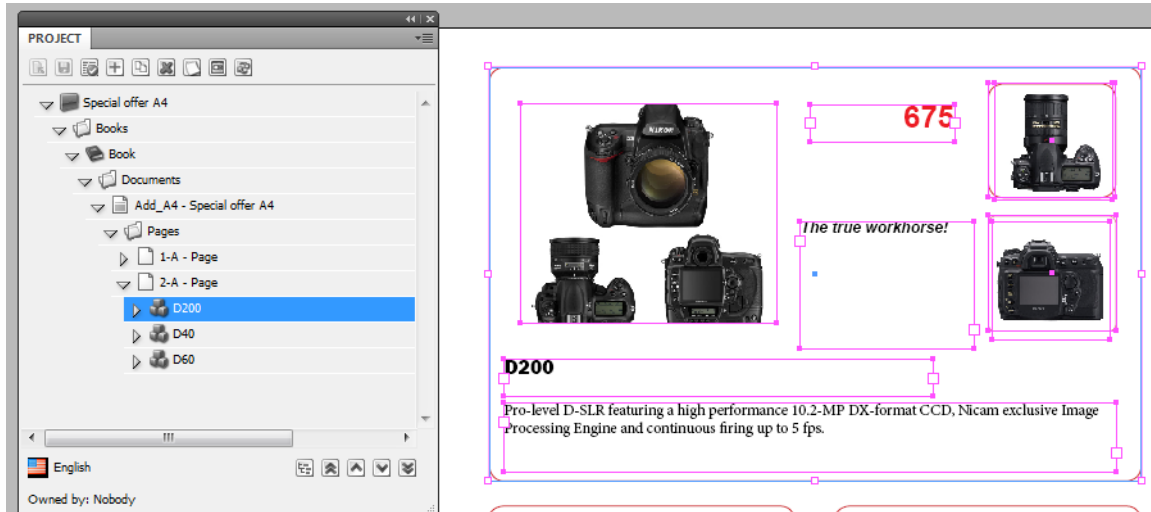 PROJECT
Special offer A4
Books
Book
Documents
Add_A4 - Special offer A4
Pages
1-A - Page
2-A - Page
D200
D40
D60
English
Owned by: Nobody
NIKON
675
The true workhorse!
D200
Pro-level D-SLR featuring a high performance 10.2-MP DX-format CCD, Nicam exclusive Image
Processing Engine and continuous firing up to 5 fps.